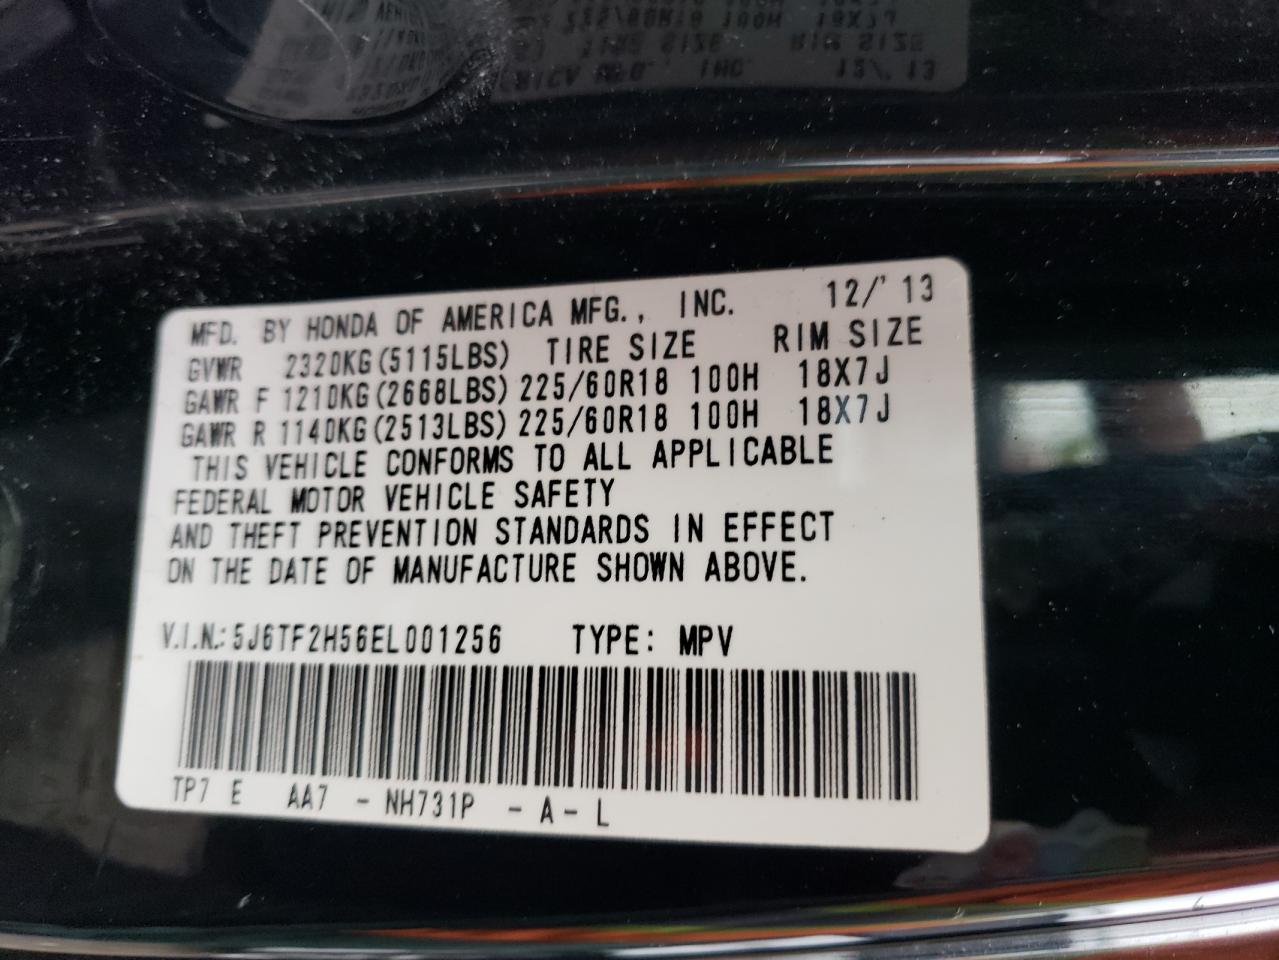 MFD. BY HONDA OF AMERICA MFG., INC. 12/'13
GVWR 2320KG(5115LBS) TIRE SIZE RIM SIZE
GAWR F 1210KG(2668LBS) 225/60R18 100H 18X7J
GAWR R 1140KG(2513LBS) 225/60R18 100H 18X7J
THIS VEHICLE CONFORMS TO ALL APPLICABLE
FEDERAL MOTOR VEHICLE SAFETY
AND THEFT PREVENTION STANDARDS IN EFFECT
ON THE DATE OF MANUFACTURE SHOWN ABOVE.
V.I.N.: 5J6TF2H56EL001256 TYPE: MPV
TP7 E AA7 - NH731P - A - L